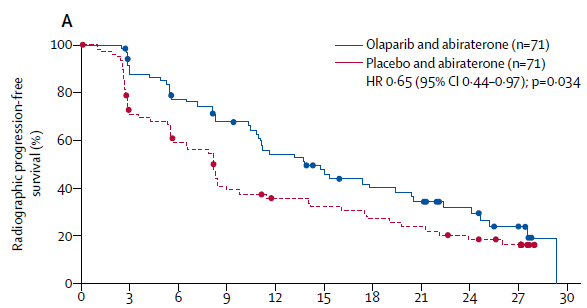 A
Radiographic progression-free
survival (%)
100
80
60
40
20
0
Olaparib and abiraterone (n=71)
Placebo and abiraterone (n=71)
HR 0·65 (95% CI 0·44–0·97); p=0·034
0 3 6 9 12 15 18 21 24 27 30